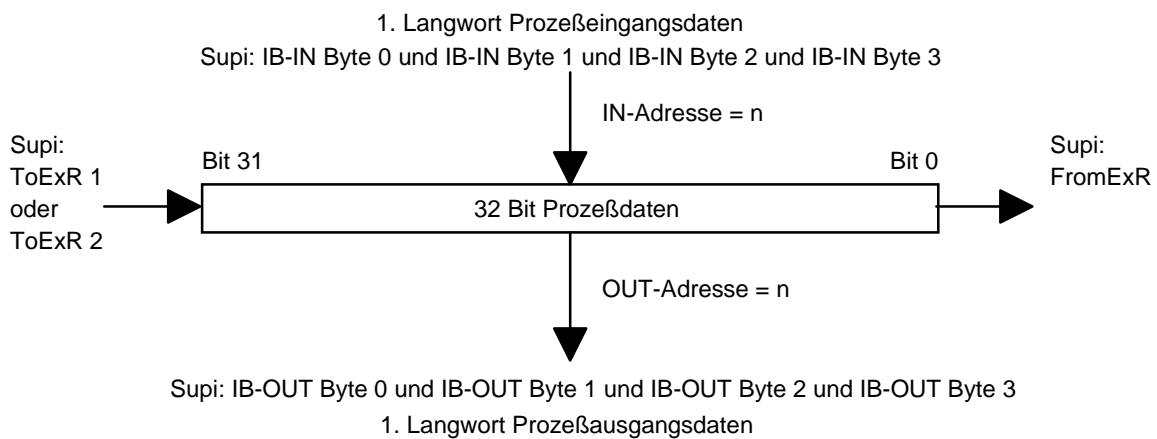 1. Langwort Prozeßeingangsdaten
Supi: IB-IN Byte 0 und IB-IN Byte 1 und IB-IN Byte 2 und IB-IN Byte 3
IN-Adresse = n
Supi:
ToExR 1
oder
ToExR 2
Bit 31
Bit 0
Supi:
FromExR
32 Bit Prozeßdaten
OUT-Adresse = n
Supi: IB-OUT Byte 0 und IB-OUT Byte 1 und IB-OUT Byte 2 und IB-OUT Byte 3
1. Langwort Prozeßausgangsdaten